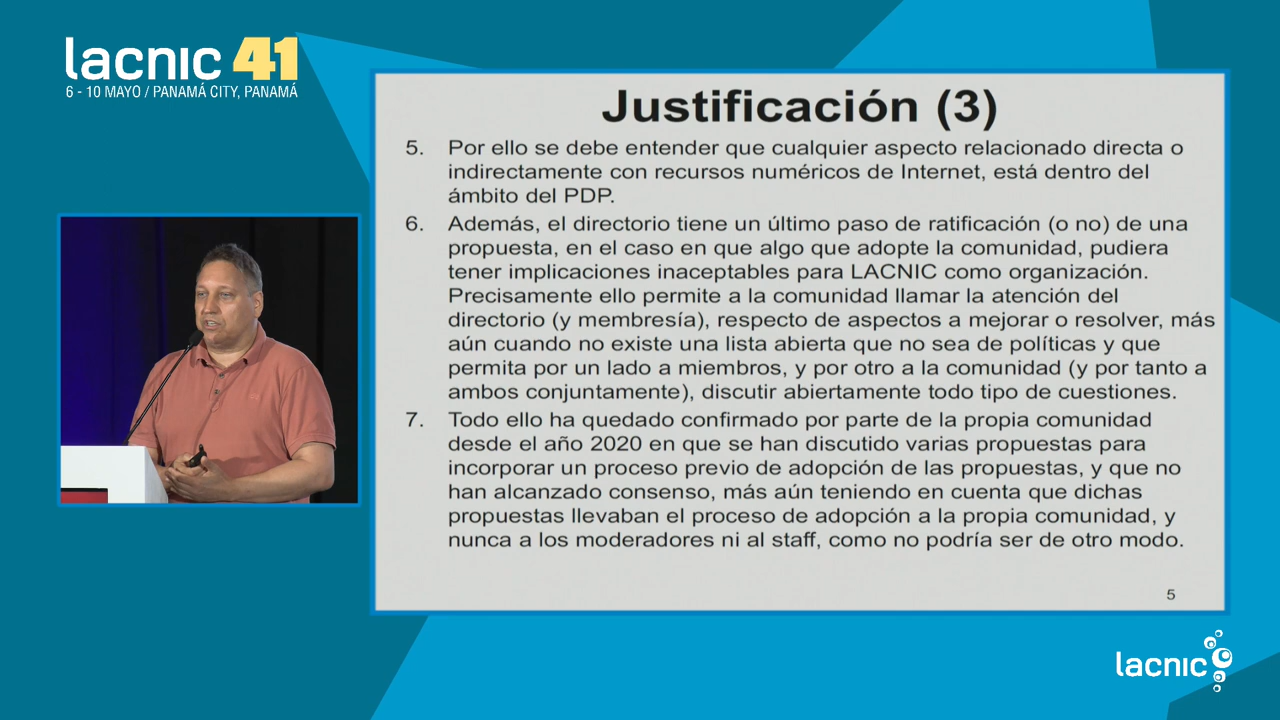 lacnic 41
6 - 10 MAYO / PANAMÁ CITY, PANAMÁ
Justificación (3)
5. Por ello se debe entender que cualquier aspecto relacionado directa o
indirectamente con recursos numéricos de Internet, está dentro del
ámbito del PDP.
6. Además, el directorio tiene un último paso de ratificación (o no) de una
propuesta, en el caso en que algo que adopte la comunidad, pudiera
tener implicaciones inaceptables para LACNIC como organización.
Precisamente ello permite a la comunidad llamar la atención del
directorio (y membresía), respecto de aspectos a mejorar o resolver, más
aún cuando no existe una lista abierta que no sea de políticas y que
permita por un lado a miembros, y por otro a la comunidad (y por tanto a
ambos conjuntamente), discutir abiertamente todo tipo de cuestiones.
7. Todo ello ha quedado confirmado por parte de la propia comunidad
desde el año 2020 en que se han discutido varias propuestas para
incorporar un proceso previo de adopción de las propuestas, y que no
han alcanzado consenso, más aún teniendo en cuenta que dichas
propuestas llevaban el proceso de adopción a la propia comunidad, y
nunca a los moderadores ni al staff, como no podría ser de otro modo.
5
lacnic